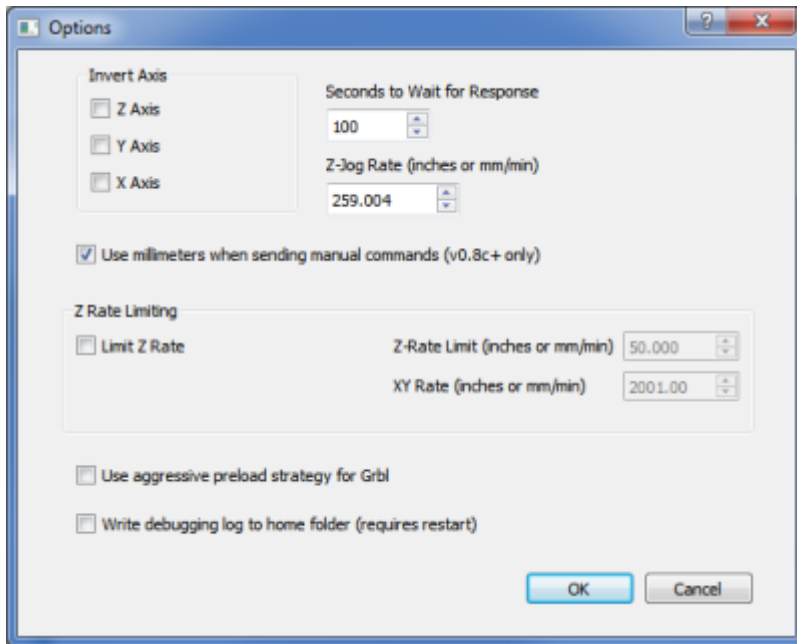 Options
Invert Axis
Z Axis
Y Axis
X Axis
Seconds to Wait for Response
100
Z-Jog Rate (inches or mm/min)
259.004
Use millimeters when sending manual commands (v0.8c+ only)
Z Rate Limiting
Limit Z Rate
Z-Rate Limit (inches or mm/min) 50.000
XY Rate (inches or mm/min) 2001.00
Use aggressive preload strategy for Grbl
Write debugging log to home folder (requires restart)
OK Cancel